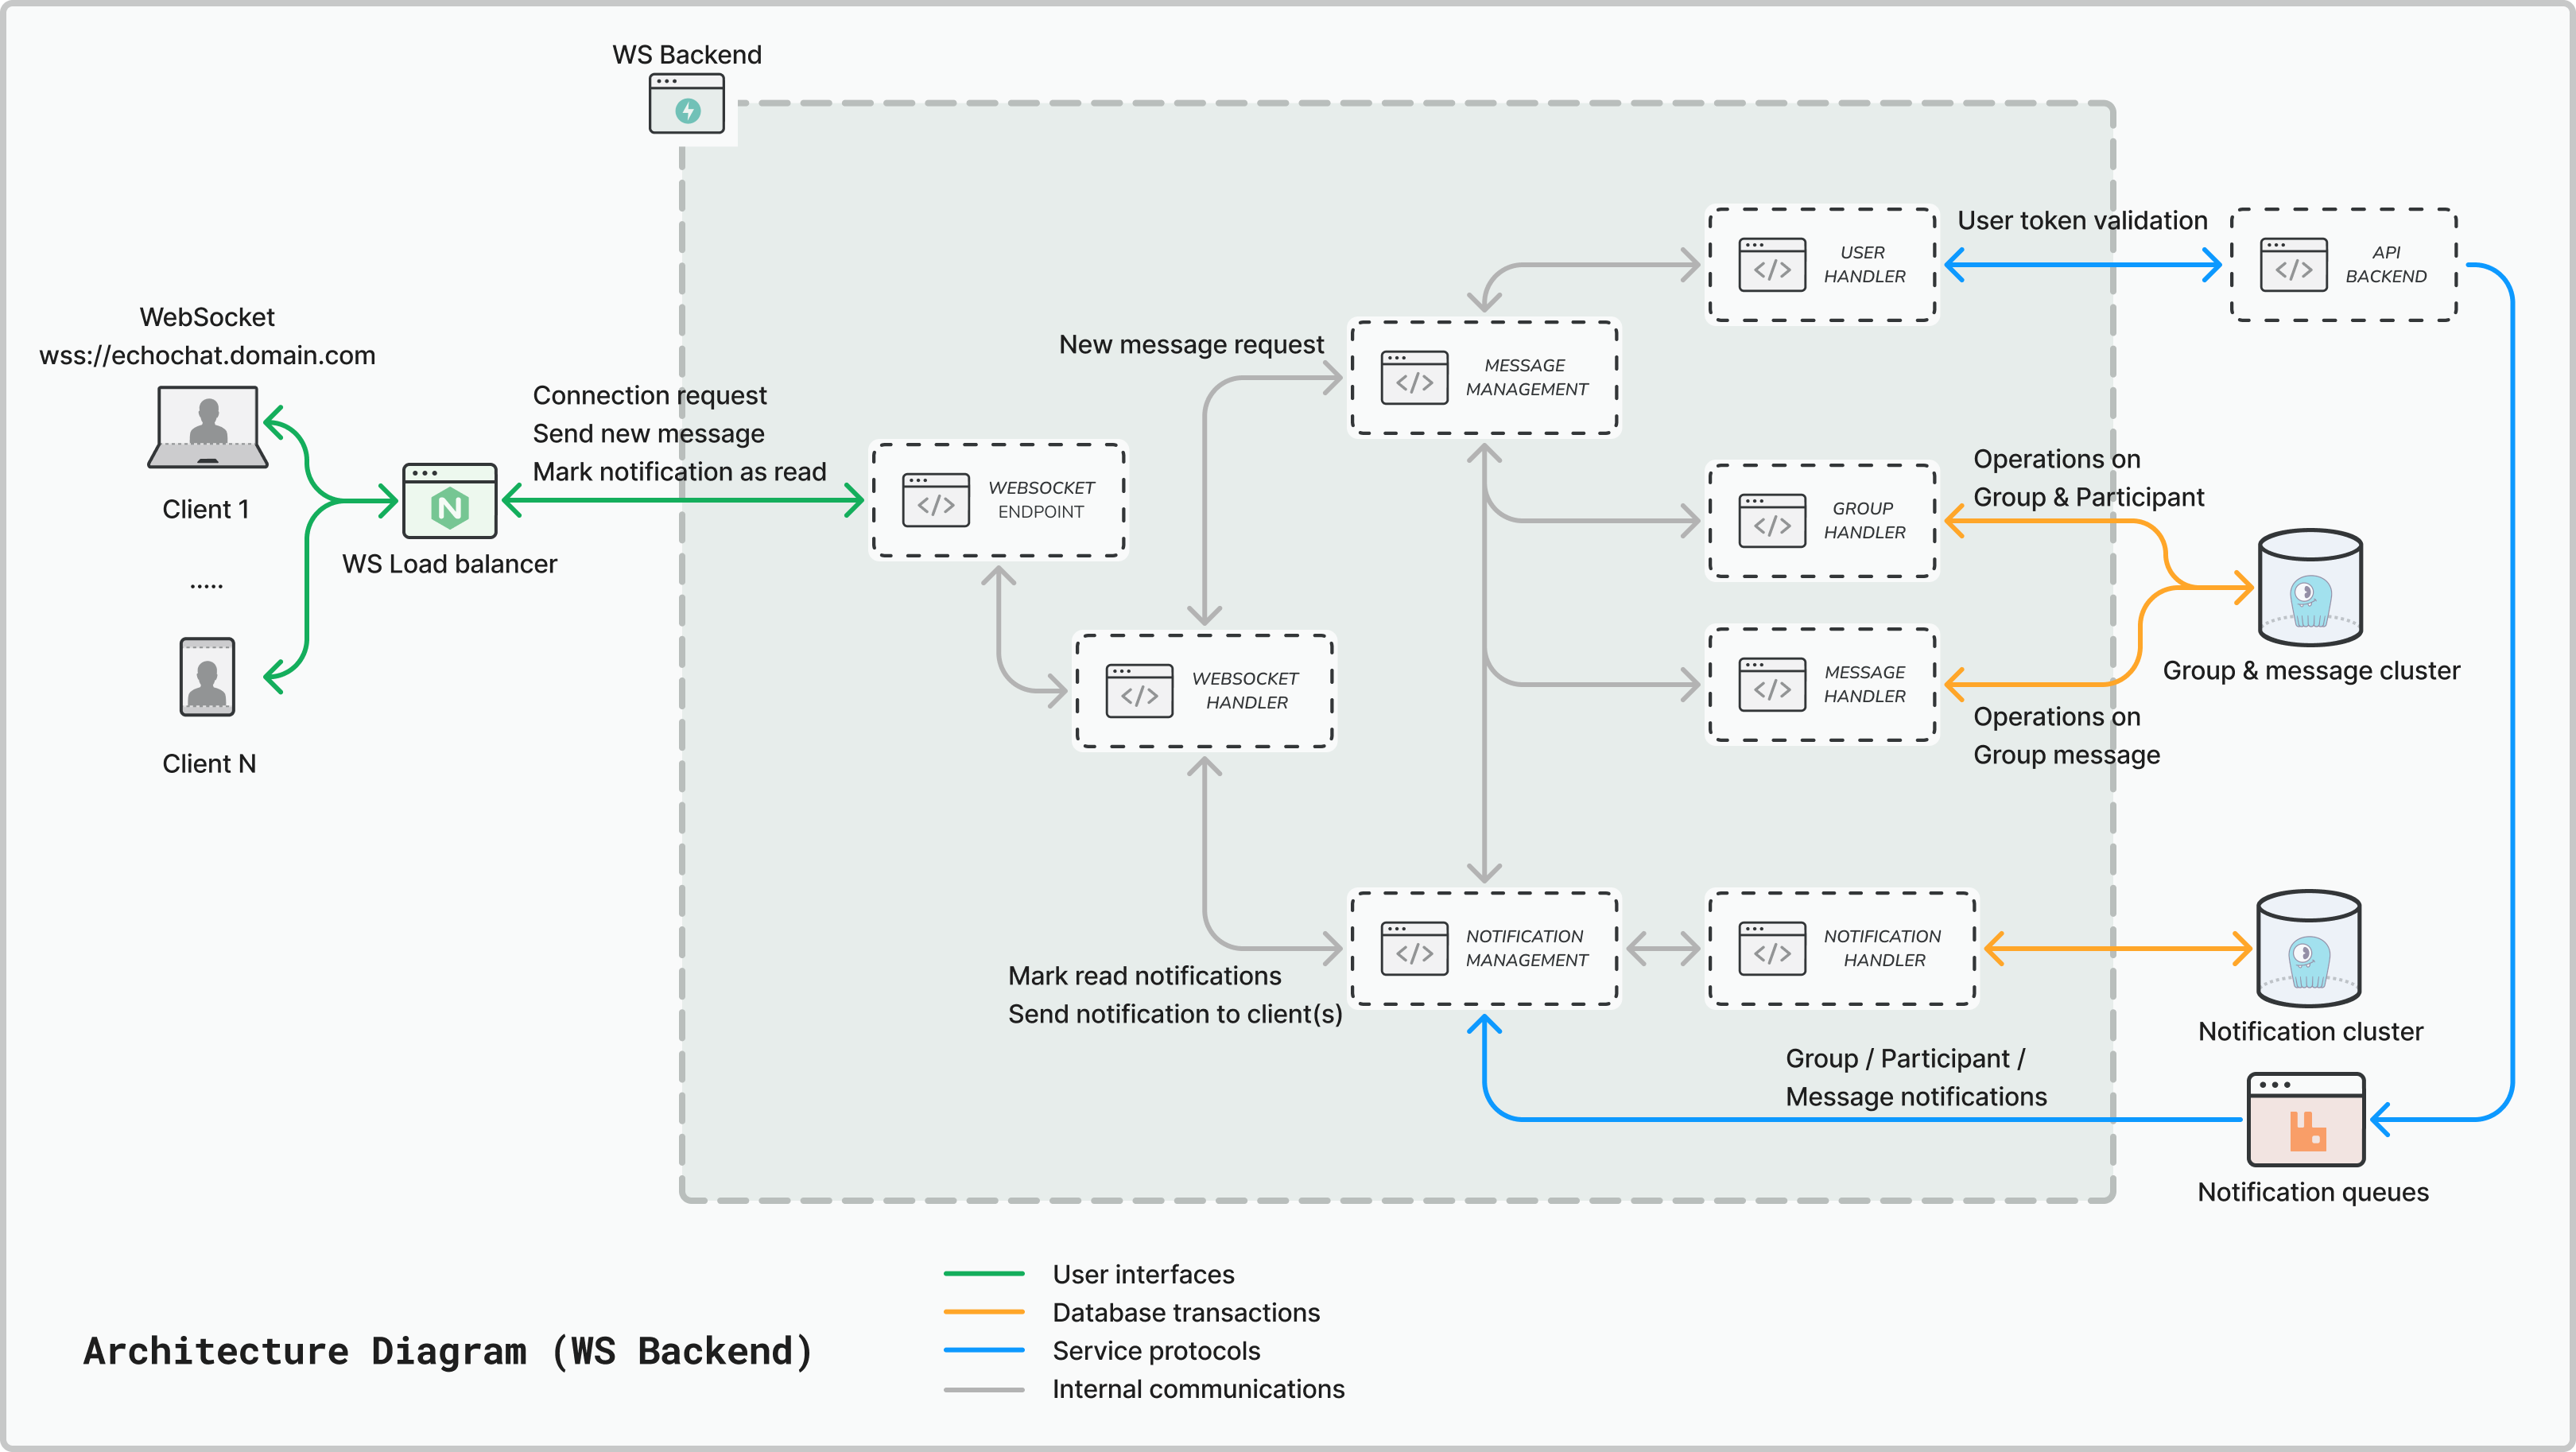 WS Backend
WebSocket
wss://echochat.domain.com
Client 1
.....
Client N
WS Load balancer
Connection request
Send new message
Mark notification as read
WEBSOCKET
ENDPOINT
WEBSOCKET
HANDLER
New message request
MESSAGE
MANAGEMENT
USER
HANDLER
User token validation
API
BACKEND
GROUP
HANDLER
Operations on
Group & Participant
MESSAGE
HANDLER
Operations on
Group message
Group & message cluster
Mark read notifications
Send notification to client(s)
NOTIFICATION
MANAGEMENT
NOTIFICATION
HANDLER
Notification cluster
Group / Participant /
Message notifications
Notification queues
User interfaces
Database transactions
Service protocols
Internal communications
Architecture Diagram (WS Backend)